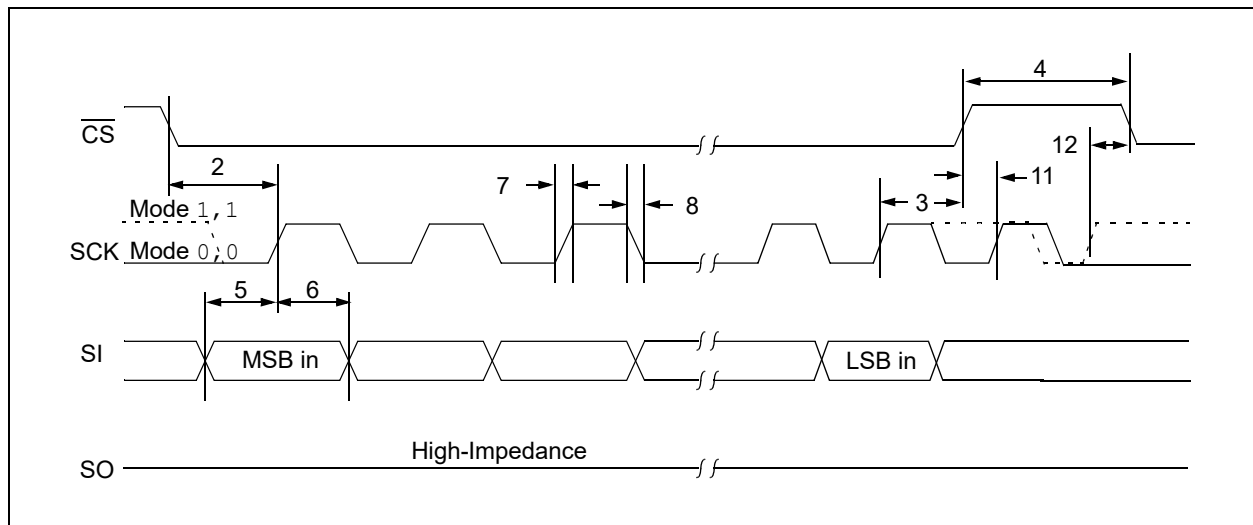 4
CS
12
2
7
11
8
3
Mode 1,1
SCK Mode 0,0
5
6
SI
MSB in
LSB in
High-Impedance
SO